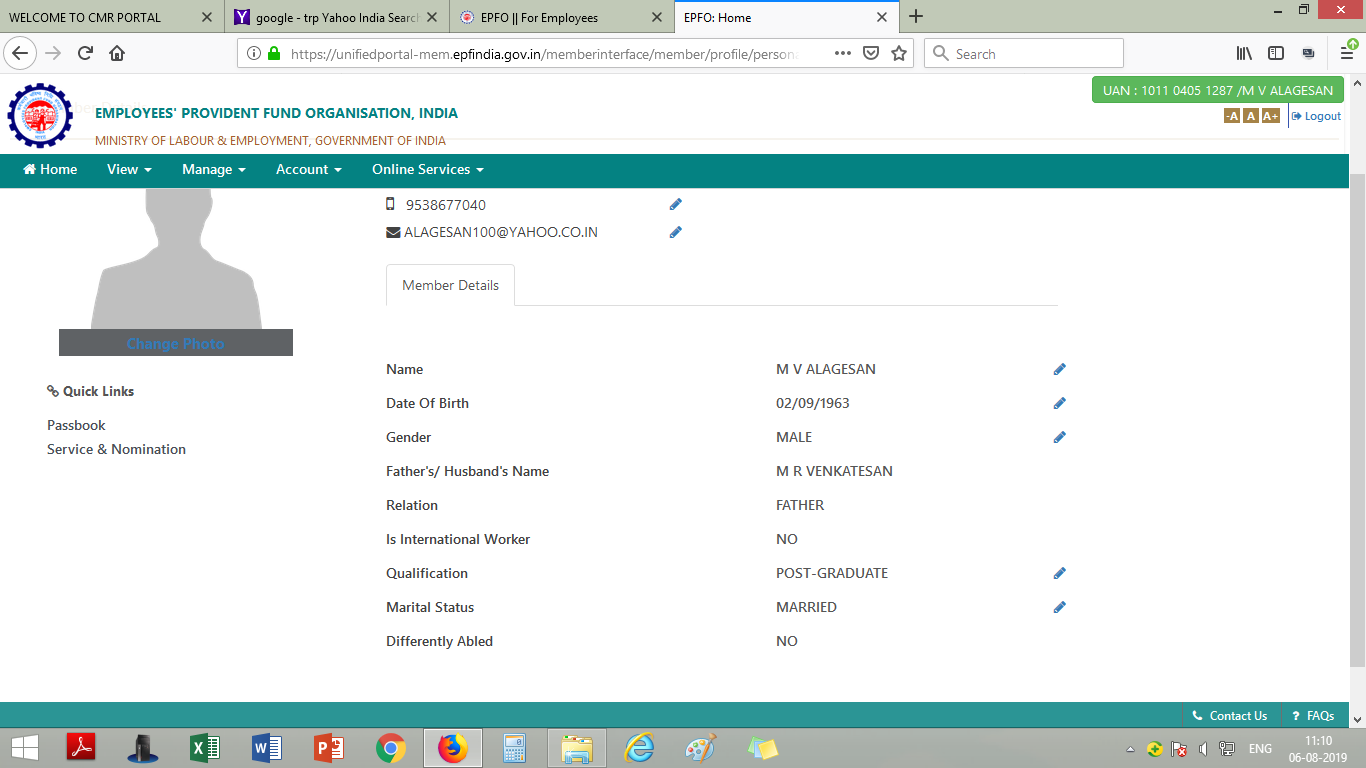 WELCOME TO CMR PORTAL
google - trp Yahoo India Search
EPFO || For Employees
EPFO: Home
https://unifiedportal-mem.epfindia.gov.in/memberinterface/member/profile/person
Search
UAN : 1011 0405 1287 /M V ALAGESAN
EMPLOYEES' PROVIDENT FUND ORGANISATION, INDIA
-A A A+ Logout
MINISTRY OF LABOUR & EMPLOYMENT, GOVERNMENT OF INDIA
Home View Manage Account Online Services
9538677040
ALAGESAN100@YAHOO.CO.IN
Member Details
Change Photo
Quick Links
Passbook
Service & Nomination
Name M V ALAGESAN
Date Of Birth 02/09/1963
Gender MALE
Father's/ Husband's Name M R VENKATESAN
Relation FATHER
Is International Worker NO
Qualification POST-GRADUATE
Marital Status MARRIED
Differently Abled NO
Contact Us ? FAQs
ENG
11:10
06-08-2019